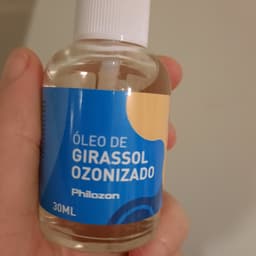 ÓLEO DE
GIRASSOL
OZONIZADO
Philozon
30ML